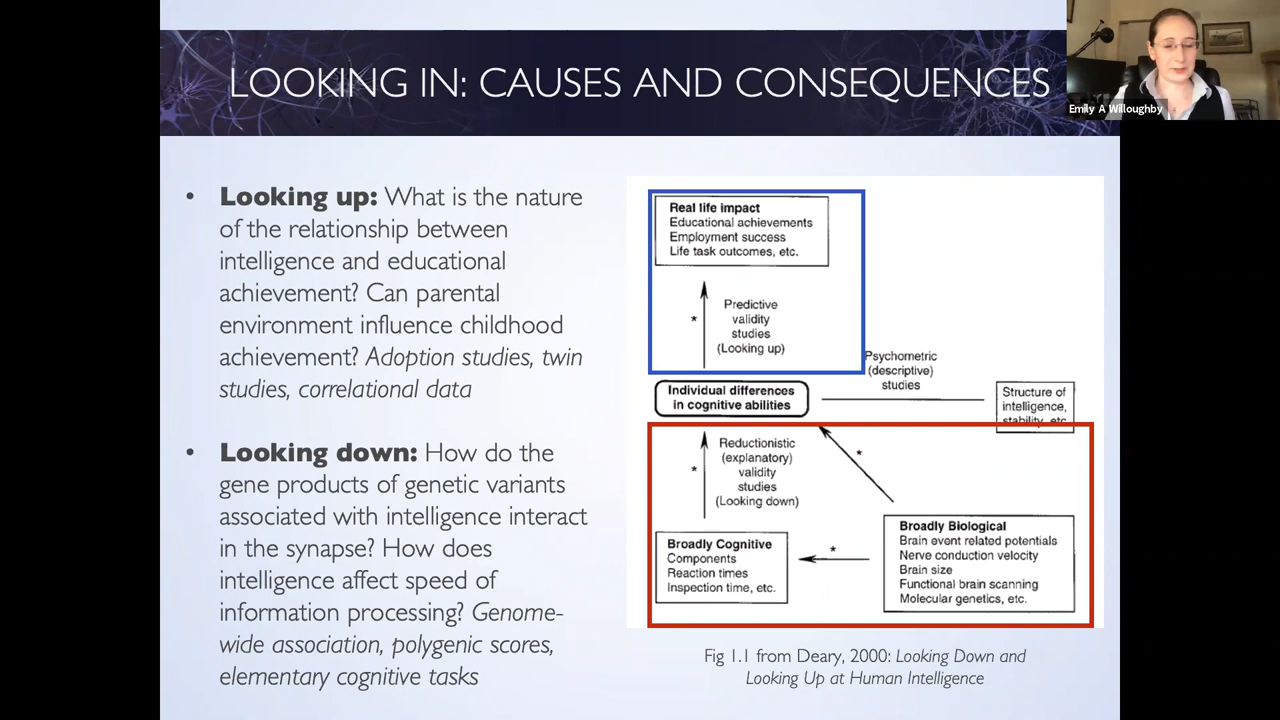 LOOKING IN: CAUSES AND CONSEQUENCES
Emily A Willoughby
• Looking up: What is the nature
of the relationship between
intelligence and educational
achievement? Can parental
environment influence childhood
achievement? Adoption studies, twin
studies, correlational data
• Looking down: How do the
gene products of genetic variants
associated with intelligence interact
in the synapse? How does
intelligence affect speed of
information processing? Genome-
wide association, polygenic scores,
elementary cognitive tasks
Real life impact
Educational achievements
Employment success
Life task outcomes, etc.
*
Predictive
validity
studies
(Looking up)
Psychometric
(descriptive)
studies
Individual differences
in cognitive abilities
Structure of
intelligence,
stability, etc.
*
Reductionistic
(explanatory)
validity
studies
(Looking down)
*
Broadly Cognitive
Components
Reaction times
Inspection time, etc.
*
Broadly Biological
Brain event related potentials
Nerve conduction velocity
Brain size
Functional brain scanning
Molecular genetics, etc.
Fig 1.1 from Deary, 2000: Looking Down and
Looking Up at Human Intelligence